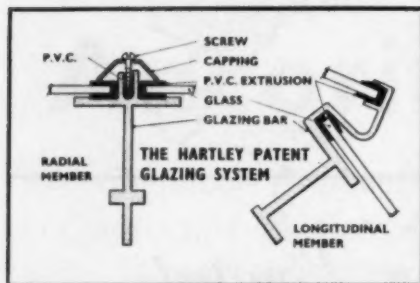 SCREW
P.V.C.
CAPPING
P.V.C. EXTRUSION
GLASS
GLAZING BAR
RADIAL
MEMBER
THE HARTLEY PATENT
GLAZING SYSTEM
LONGITUDINAL
MEMBER